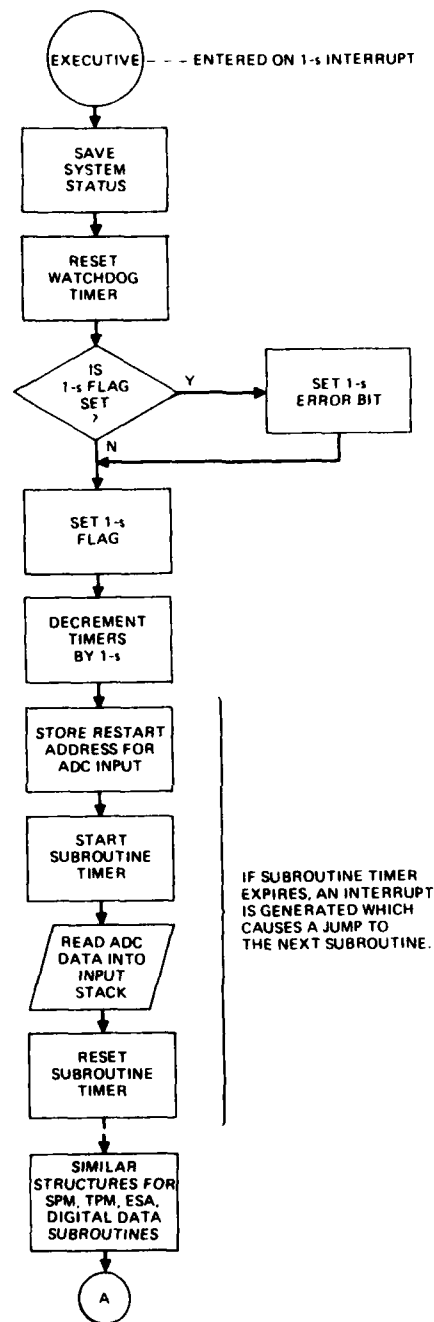 EXECUTIVE
--- ENTERED ON 1-s INTERRUPT
SAVE
SYSTEM
STATUS
RESET
WATCHDOG
TIMER
IS
1-s FLAG
SET
?
Y
SET 1-s
ERROR BIT
N
SET 1-s
FLAG
DECREMENT
TIMERS
BY 1-s
STORE RESTART
ADDRESS FOR
ADC INPUT
START
SUBROUTINE
TIMER
IF SUBROUTINE TIMER
EXPIRES, AN INTERRUPT
IS GENERATED WHICH
CAUSES A JUMP TO
THE NEXT SUBROUTINE.
READ ADC
DATA INTO
INPUT
STACK
RESET
SUBROUTINE
TIMER
SIMILAR
STRUCTURES FOR
SPM, TPM, ESA,
DIGITAL DATA
SUBROUTINES
A